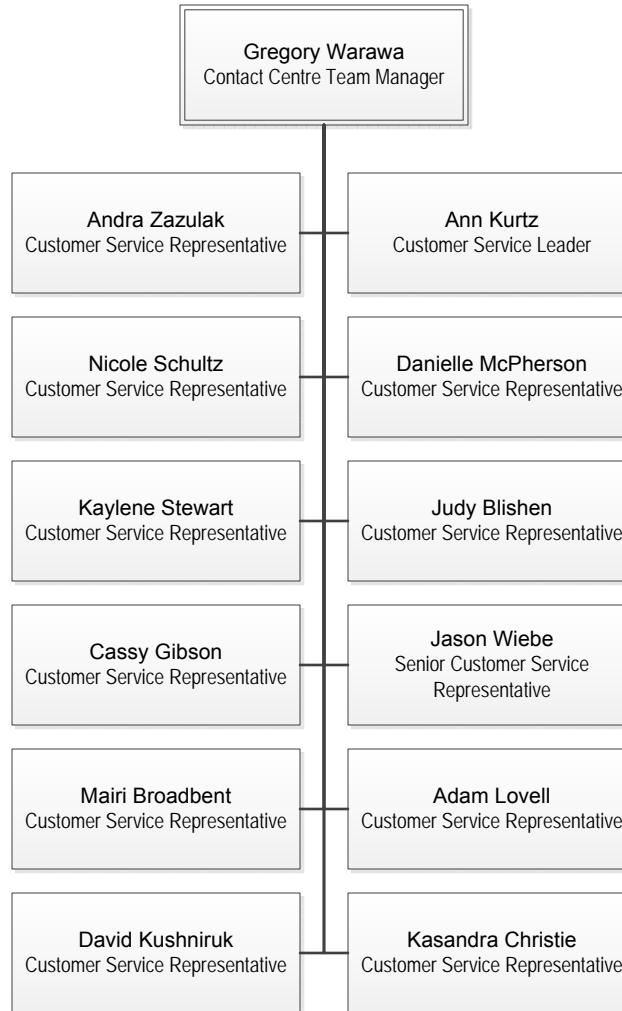 Gregory Warawa
Contact Centre Team Manager
Andra Zazulak
Customer Service Representative
Ann Kurtz
Customer Service Leader
Nicole Schultz
Customer Service Representative
Danielle McPherson
Customer Service Representative
Kaylene Stewart
Customer Service Representative
Judy Blishen
Customer Service Representative
Cassy Gibson
Customer Service Representative
Jason Wiebe
Senior Customer Service
Representative
Mairi Broadbent
Customer Service Representative
Adam Lovell
Customer Service Representative
David Kushniruk
Customer Service Representative
Kasandra Christie
Customer Service Representative